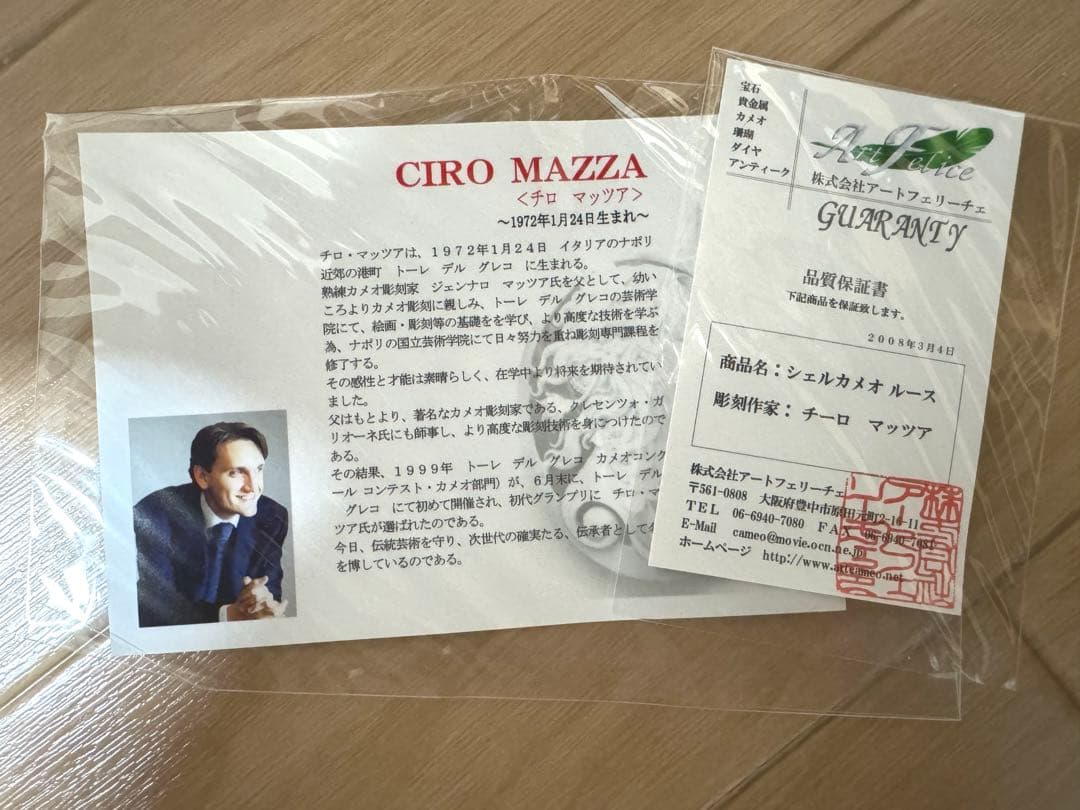 CIRO MAZZA
＜チロ　マッツア＞
～1972年1月24日生まれ～
チロ・マッツアは、１９７２年1月24日　イタリアのナポリ
近郊の港町　トーレ　デル　グレコ　に生まれる。
熟練カメオ彫刻家　ジェンナロ　マッツア氏を父として、幼い
ころよりカメオ彫刻に親しみ、トーレ　デル　グレコの芸術学
院にて、絵画・彫刻等の基礎をを学び、より高度な技術を学ぶ
為、ナポリの国立芸術学院にて日々努力を重ね彫刻専門課程を
修了する。
その感性と才能は素晴らしく、在学中より将来を期待されてい
ました。
父はもとより、著名なカメオ彫刻家である、クレセンツォ・ガ
リオーネ氏にも師事し、より高度な彫刻技術を身につけたので
ある。
その結果、１９９９年　トーレ　デル　グレコ　カメオコンク
ール コンテスト・カメオ部門）が、６月末に、トーレ　デル
グレコ　にて初めて開催され、初代グランプリに　チロ・マ
ツア氏が選ばれたのである。
今日、伝統芸術を守り、次世代の確実たる、伝承者として
を博しているのである。
宝石
貴金属
カメオ
珊瑚
ダイヤ
アンティーク
Art Felice
株式会社アートフェリーチェ
GUARANTY
品質保証書
下記商品を保証致します。
２００８年３月４日
商品名：シェルカメオ ルース
彫刻作家： チーロ　マッツア
株式会社アートフェリーチェ
〒561-0808　大阪府豊中市原田元町2-16-11
ＴＥＬ　06-6940-7080　ＦＡＸ　06-6940-7081
E-Mail　cameo@movie.ocn.ne.jp
ホームページ　http://www.artcameo.net